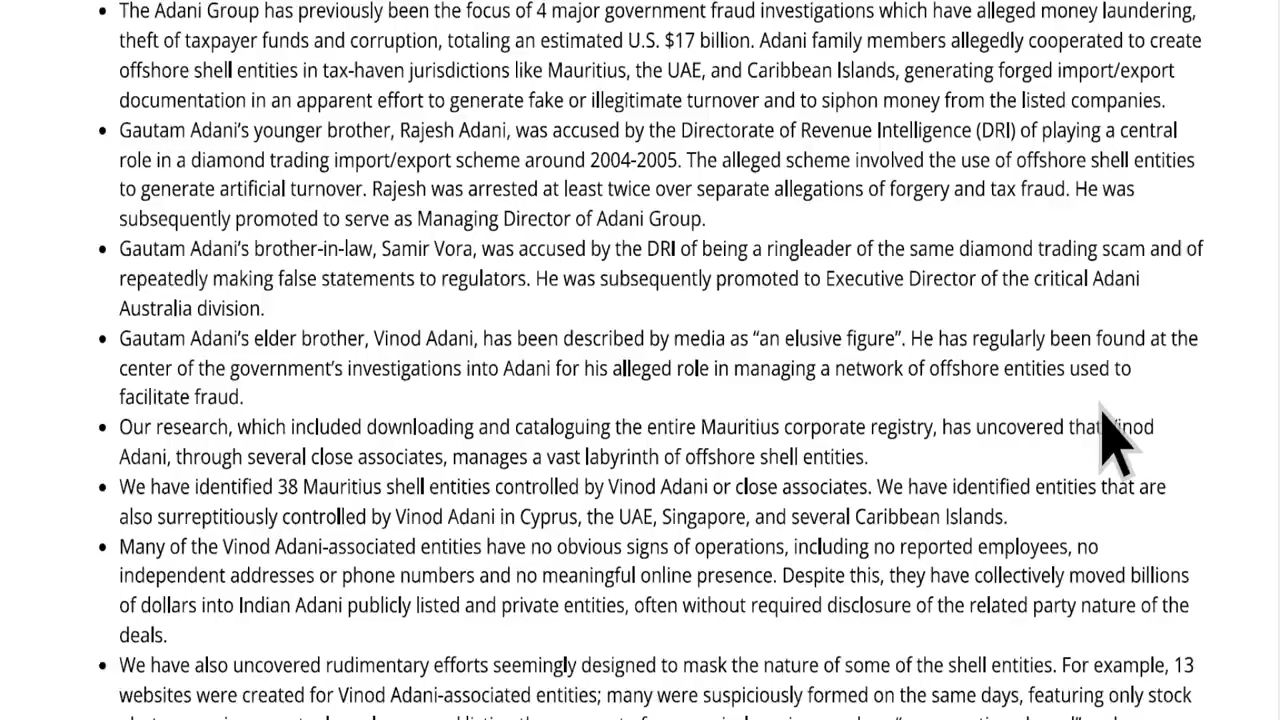 • The Adani Group has previously been the focus of 4 major government fraud investigations which have alleged money laundering,
theft of taxpayer funds and corruption, totaling an estimated U.S. $17 billion. Adani family members allegedly cooperated to create
offshore shell entities in tax-haven jurisdictions like Mauritius, the UAE, and Caribbean Islands, generating forged import/export
documentation in an apparent effort to generate fake or illegitimate turnover and to siphon money from the listed companies.
• Gautam Adani’s younger brother, Rajesh Adani, was accused by the Directorate of Revenue Intelligence (DRI) of playing a central
role in a diamond trading import/export scheme around 2004-2005. The alleged scheme involved the use of offshore shell entities
to generate artificial turnover. Rajesh was arrested at least twice over separate allegations of forgery and tax fraud. He was
subsequently promoted to serve as Managing Director of Adani Group.
• Gautam Adani’s brother-in-law, Samir Vora, was accused by the DRI of being a ringleader of the same diamond trading scam and of
repeatedly making false statements to regulators. He was subsequently promoted to Executive Director of the critical Adani
Australia division.
• Gautam Adani’s elder brother, Vinod Adani, has been described by media as “an elusive figure”. He has regularly been found at the
center of the government’s investigations into Adani for his alleged role in managing a network of offshore entities used to
facilitate fraud.
• Our research, which included downloading and cataloguing the entire Mauritius corporate registry, has uncovered that Vinod
Adani, through several close associates, manages a vast labyrinth of offshore shell entities.
• We have identified 38 Mauritius shell entities controlled by Vinod Adani or close associates. We have identified entities that are
also surreptitiously controlled by Vinod Adani in Cyprus, the UAE, Singapore, and several Caribbean Islands.
• Many of the Vinod Adani-associated entities have no obvious signs of operations, including no reported employees, no
independent addresses or phone numbers and no meaningful online presence. Despite this, they have collectively moved billions
of dollars into Indian Adani publicly listed and private entities, often without required disclosure of the related party nature of the
deals.
• We have also uncovered rudimentary efforts seemingly designed to mask the nature of some of the shell entities. For example, 13
websites were created for Vinod Adani-associated entities; many were suspiciously formed on the same days, featuring only stock